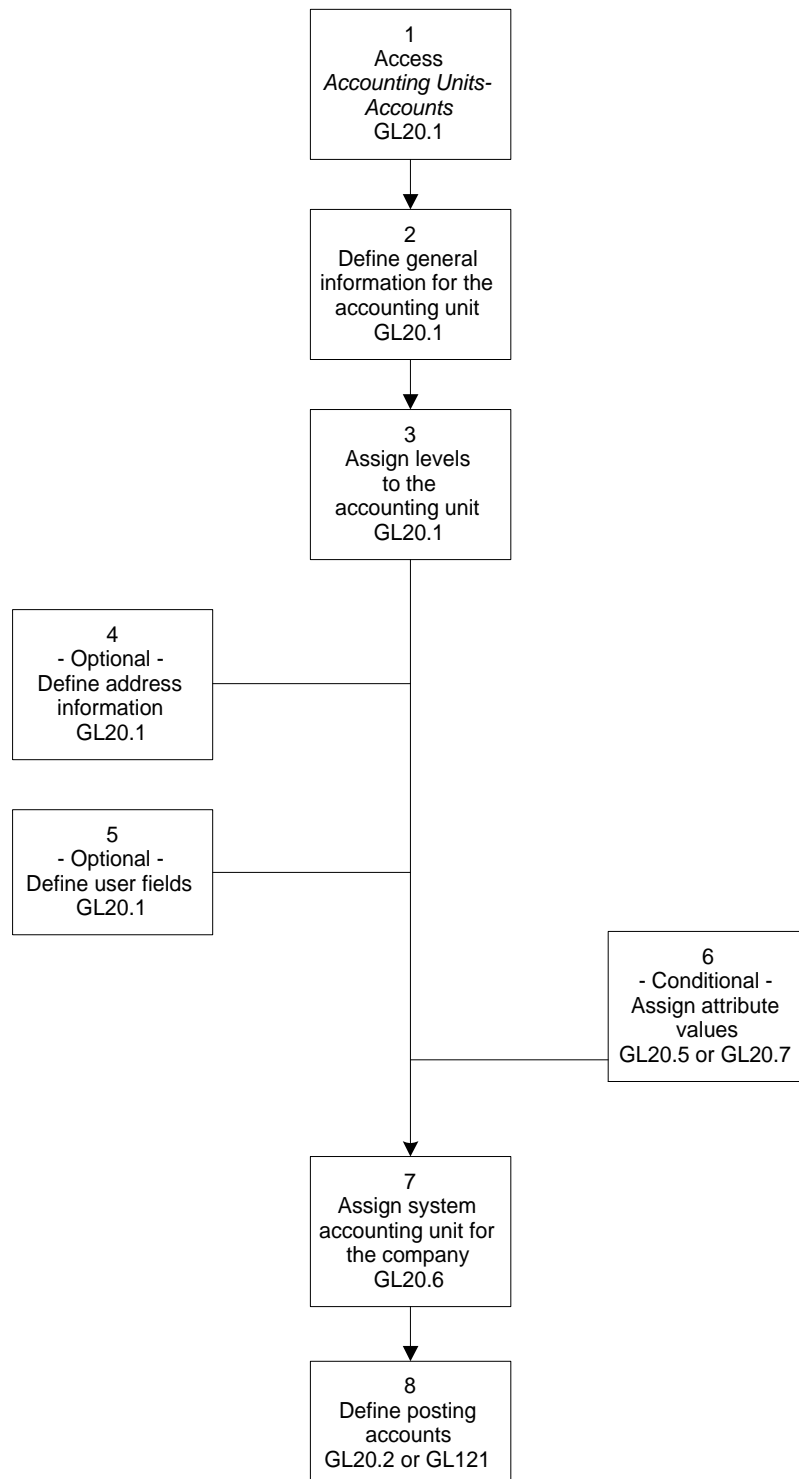 1
Access
Accounting Units-
Accounts
GL20.1
2
Define general
information for the
accounting unit
GL20.1
3
Assign levels
to the
accounting unit
GL20.1
4
- Optional -
Define address
information
GL20.1
5
- Optional -
Define user fields
GL20.1
6
- Conditional -
Assign attribute
values
GL20.5 or GL20.7
7
Assign system
accounting unit for
the company
GL20.6
8
Define posting
accounts
GL20.2 or GL121